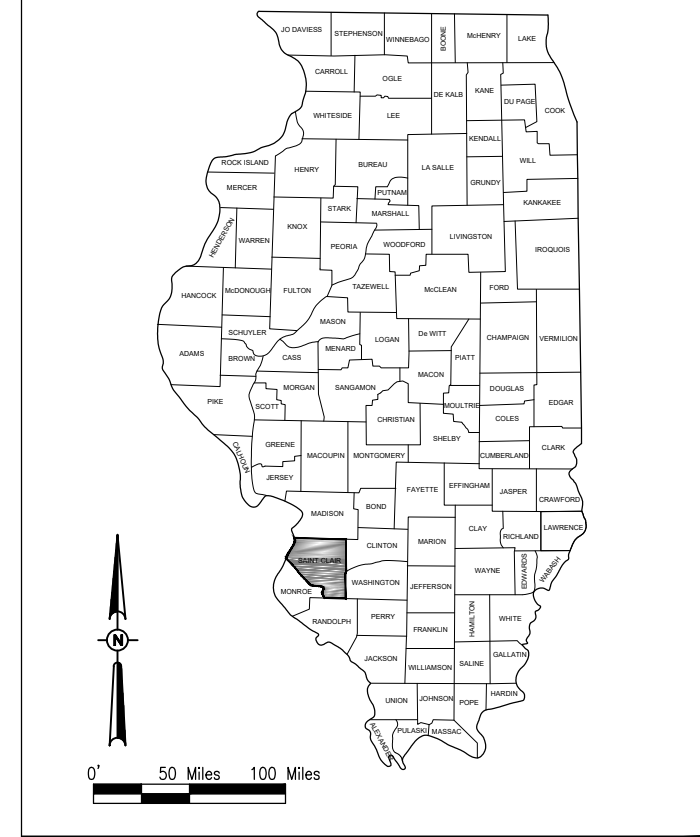 JO DAVIESS STEPHENSON WINNEBAGO BOONE McHENRY LAKE
CARROLL OGLE DE KALB KANE DU PAGE COOK
WHITESIDE LEE KENDALL
ROCK ISLAND HENRY BUREAU LA SALLE GRUNDY WILL
MERCER PUTNAM KANKAKEE
HENDERSON WARREN KNOX STARK MARSHALL
PEORIA WOODFORD LIVINGSTON IROQUOIS
HANCOCK McDONOUGH FULTON TAZEWELL McCLEAN FORD
SCHUYLER MASON LOGAN De WITT CHAMPAIGN VERMILION
ADAMS BROWN CASS MENARD PIATT
PIKE SCOTT MORGAN SANGAMON MACON DOUGLAS
CHRISTIAN MOULTRIE COLES EDGAR
CALHOUN GREENE MACOUPIN MONTGOMERY SHELBY CUMBERLAND CLARK
JERSEY FAYETTE EFFINGHAM JASPER CRAWFORD
MADISON BOND
CLINTON MARION CLAY RICHLAND LAWRENCE
SAINT CLAIR
MONROE WASHINGTON JEFFERSON WAYNE EDWARDS WABASH
RANDOLPH PERRY FRANKLIN HAMILTON WHITE
JACKSON WILLIAMSON SALINE GALLATIN
UNION JOHNSON POPE HARDIN
ALEXANDER PULASKI MASSAC
N
0' 50 Miles 100 Miles